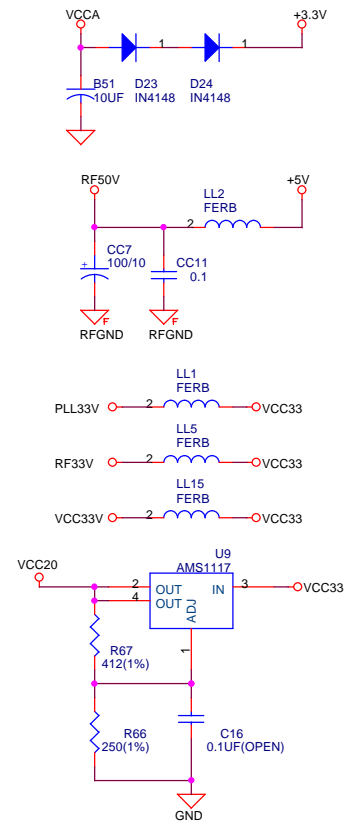 VCCA
+3.3V
1
1
B51
10UF
D23
IN4148
D24
IN4148
RF50V
+5V
LL2
FERB
2
CC7
100/10
+
CC11
0.1
F
F
RFGND
RFGND
LL1
FERB
PLL33V
2
VCC33
LL5
FERB
RF33V
2
VCC33
LL15
FERB
VCC33V
2
VCC33
U9
AMS1117
VCC20
2
OUT
IN
3
VCC33
4
OUT
ADJ
1
R67
412(1%)
R66
250(1%)
C16
0.1UF(OPEN)
GND